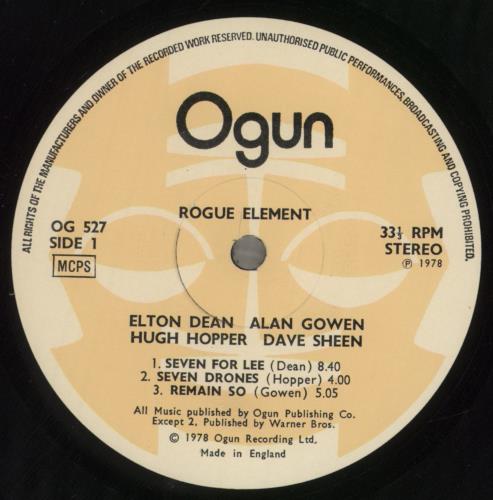 ALL RIGHTS OF THE MANUFACTURERS AND OWNER OF THE RECORDED WORK RESERVED. UNAUTHORISED PUBLIC PERFORMANCES, BROADCASTING AND COPYING PROHIBITED.
Ogun
ROGUE ELEMENT
OG 527
SIDE 1
MCPS
33⅓ RPM
STEREO
Ⓟ 1978
ELTON DEAN ALAN GOWEN
HUGH HOPPER DAVE SHEEN
1. SEVEN FOR LEE (Dean) 8.40
2. SEVEN DRONES (Hopper) 4.00
3. REMAIN SO (Gowen) 5.05
All Music published by Ogun Publishing Co.
Except 2, Published by Warner Bros.
© 1978 Ogun Recording Ltd.
Made in England